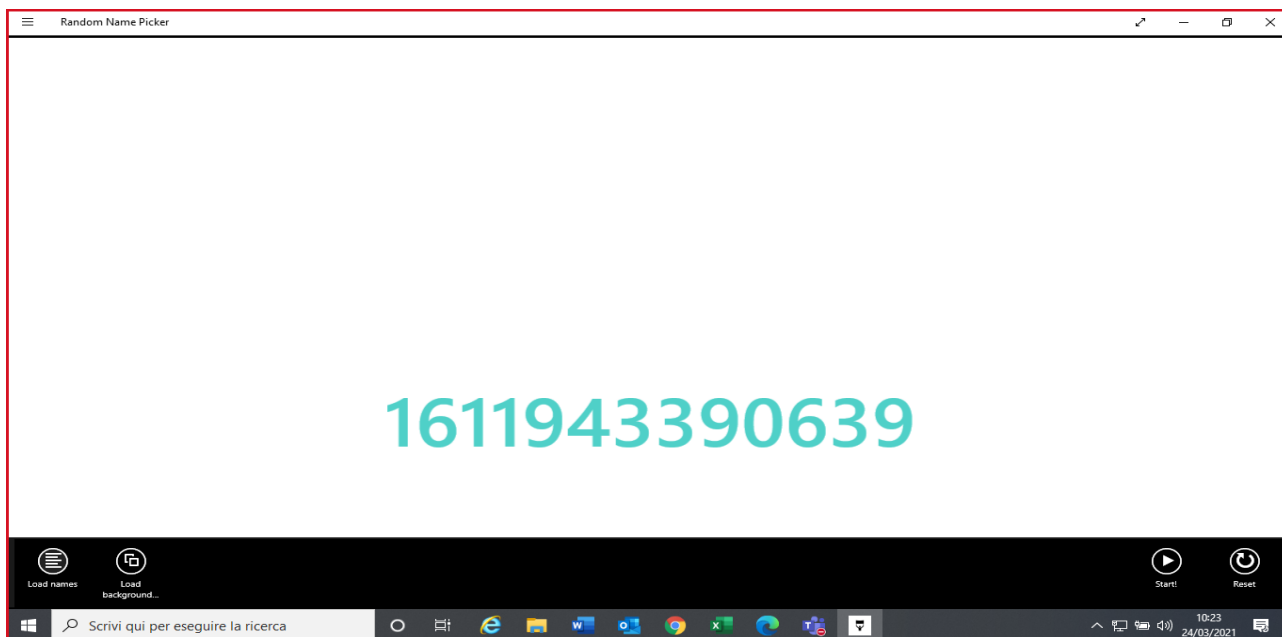 Random Name Picker
1611943390639
Load names
Load
background...
Start!
Reset
Scrivi qui per eseguire la ricerca
10:23
24/03/2021